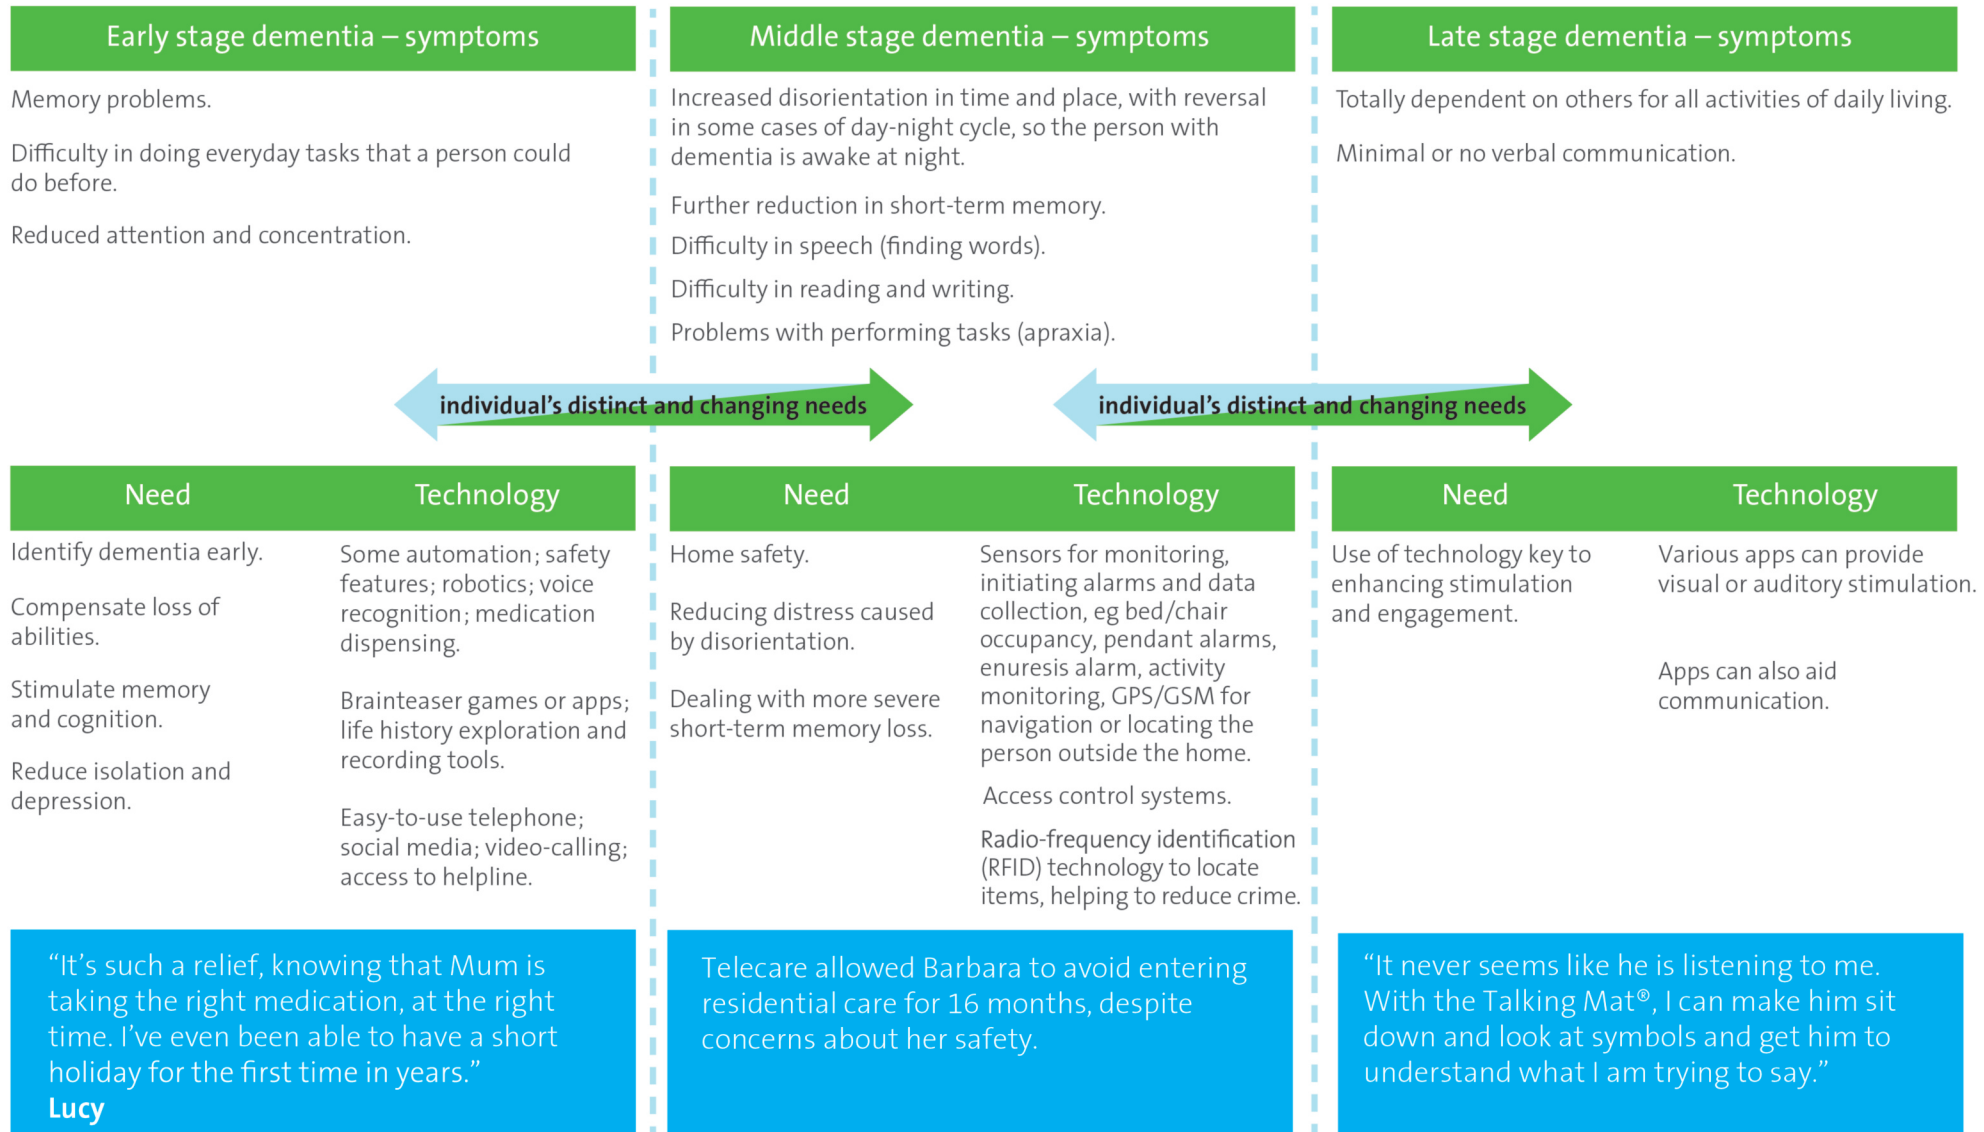 Early stage dementia – symptoms
Memory problems.
Difficulty in doing everyday tasks that a person could
do before.
Reduced attention and concentration.
Middle stage dementia – symptoms
Increased disorientation in time and place, with reversal
in some cases of day-night cycle, so the person with
dementia is awake at night.
Further reduction in short-term memory.
Difficulty in speech (finding words).
Difficulty in reading and writing.
Problems with performing tasks (apraxia).
Late stage dementia – symptoms
Totally dependent on others for all activities of daily living.
Minimal or no verbal communication.
individual's distinct and changing needs
individual's distinct and changing needs
Need
Identify dementia early.
Compensate loss of
abilities.
Stimulate memory
and cognition.
Reduce isolation and
depression.
Technology
Some automation; safety
features; robotics; voice
recognition; medication
dispensing.
Brainteaser games or apps;
life history exploration and
recording tools.
Easy-to-use telephone;
social media; video-calling;
access to helpline.
Need
Home safety.
Reducing distress caused
by disorientation.
Dealing with more severe
short-term memory loss.
Technology
Sensors for monitoring,
initiating alarms and data
collection, eg bed/chair
occupancy, pendant alarms,
enuresis alarm, activity
monitoring, GPS/GSM for
navigation or locating the
person outside the home.
Access control systems.
Radio-frequency identification
(RFID) technology to locate
items, helping to reduce crime.
Need
Use of technology key to
enhancing stimulation
and engagement.
Technology
Various apps can provide
visual or auditory stimulation.
Apps can also aid
communication.
“It’s such a relief, knowing that Mum is
taking the right medication, at the right
time. I’ve even been able to have a short
holiday for the first time in years.”
Lucy
Telecare allowed Barbara to avoid entering
residential care for 16 months, despite
concerns about her safety.
“It never seems like he is listening to me.
With the Talking Mat®, I can make him sit
down and look at symbols and get him to
understand what I am trying to say.”